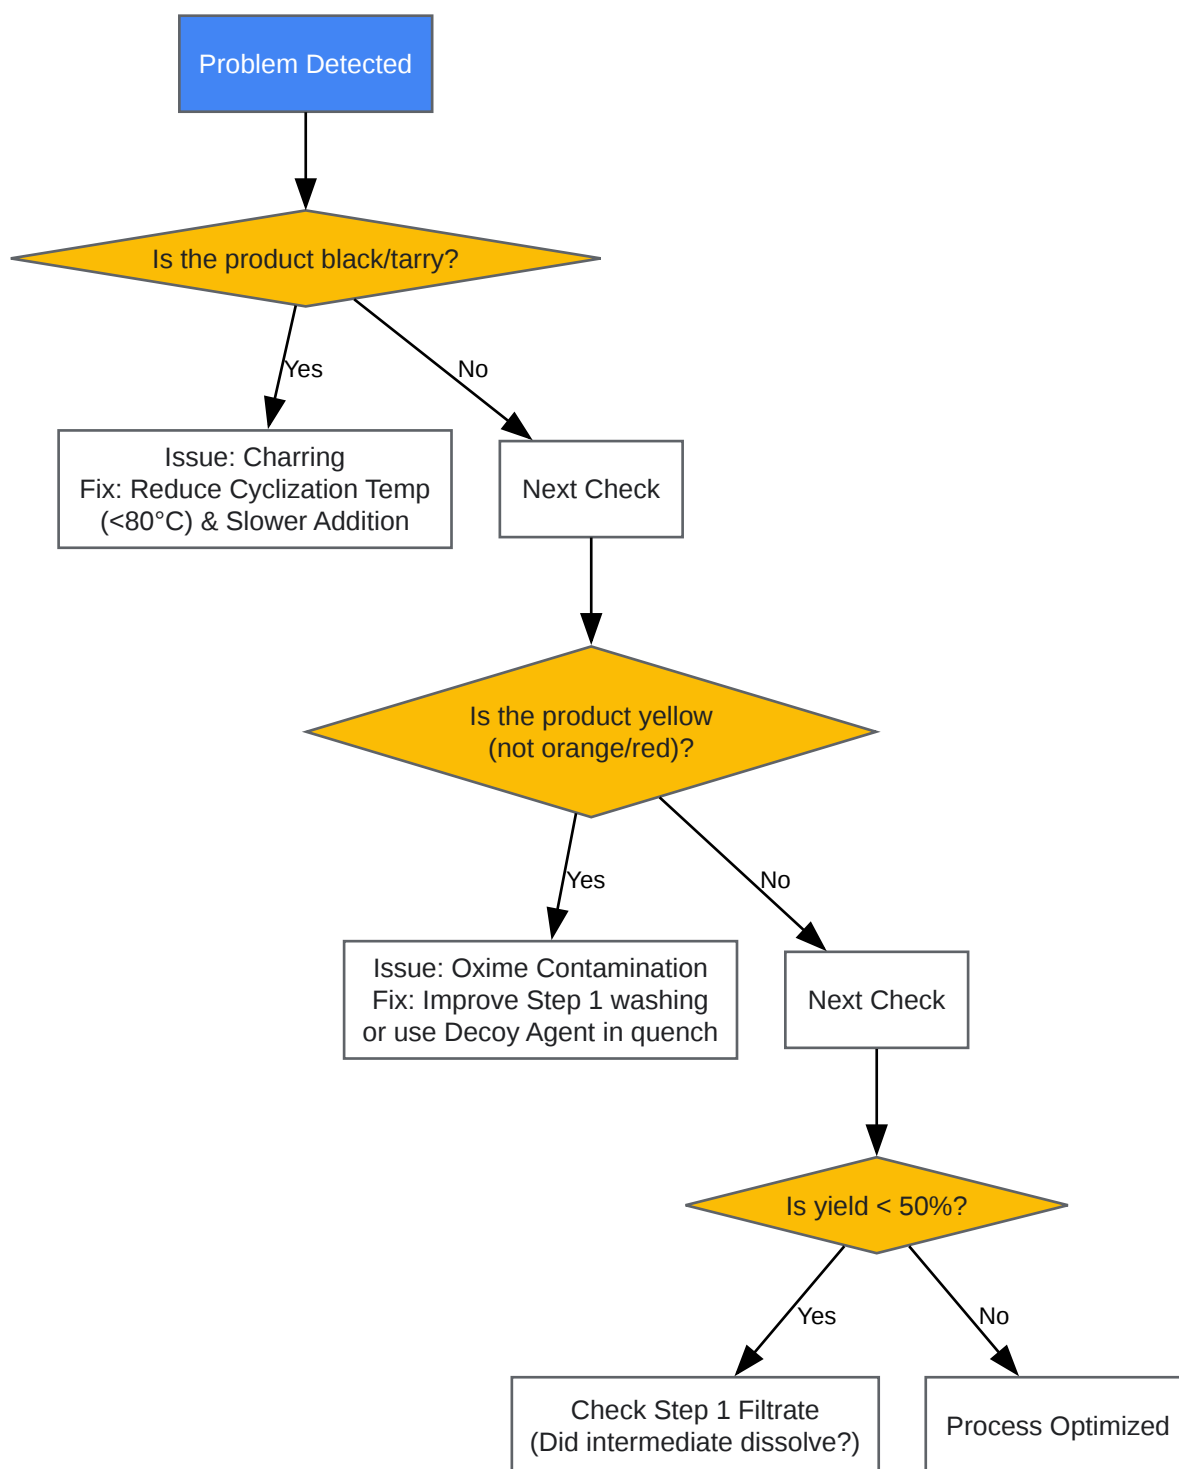 Problem Detected
Is the product black/tarry?
Yes
No
Issue: Charring
Fix: Reduce Cyclization Temp
(<80°C) & Slower Addition
Next Check
Is the product yellow
(not orange/red)?
Yes
No
Issue: Oxime Contamination
Fix: Improve Step 1 washing
or use Decoy Agent in quench
Next Check
Is yield < 50%?
Yes
No
Check Step 1 Filtrate
(Did intermediate dissolve?)
Process Optimized